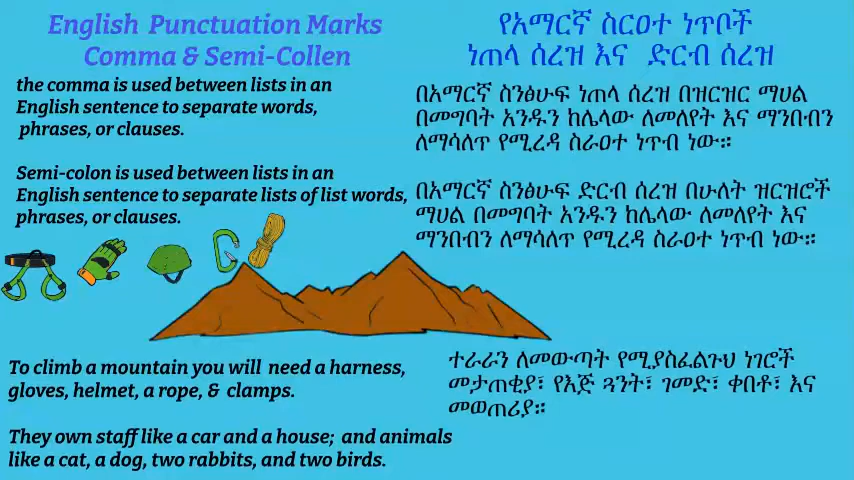 English Punctuation Marks
Comma & Semi-Collen
the comma is used between lists in an
English sentence to separate words,
phrases, or clauses.
Semi-colon is used between lists in an
English sentence to separate lists of list words,
phrases, or clauses.
To climb a mountain you will need a harness,
gloves, helmet, a rope, & clamps.
They own staff like a car and a house; and animals
like a cat, a dog, two rabbits, and two birds.
የአማርኛ ስርዐተ ነጥቦች
ነጠላ ሰረዝ እና ድርብ ሰረዝ
በአማርኛ ስንፅሁፍ ነጠላ ሰረዝ በዝርዝር ማሀል
በመግባት አንዱን ከሌላው ለመለየት እና ማንበብን
ለማሳለጥ የሚረዳ ስራዐተ ነጥብ ነው።
በአማርኛ ስንፅሁፍ ድርብ ሰረዝ በሁለት ዝርዝሮች
ማሀል በመግባት አንዱን ከሌላው ለመለየት እና
ማንበብን ለማሳለጥ የሚረዳ ስራዐተ ነጥብ ነው።
ተራራን ለመውጣት የሚያስፈልጉህ ነገሮች
መታጠቂያ፣ የእጅ ጓንት፣ ገመድ፣ ቀበቶ፣ እና
መወጠሪያ።